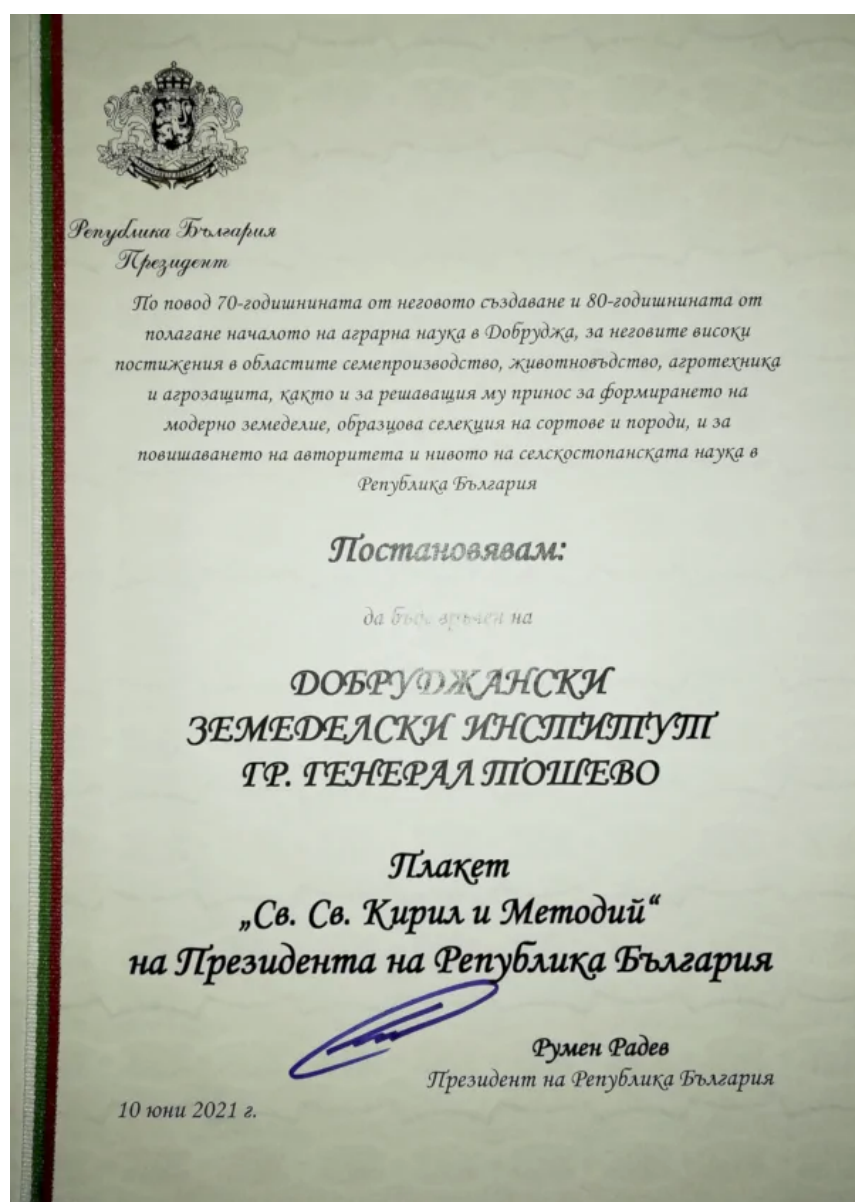 Република България
Президент
По повод 70-годишнината от неговото създаване и 80-годишнината от
полагане началото на аграрна наука в Добруджа, за неговите високи
постижения в областите семепроизводство, животновъдство, агротехника
и агрозащита, както и за решаващия му принос за формирането на
модерно земеделие, образцова селекция на сортове и породи, и за
повишаването на авторитета и нивото на селскостопанската наука в
Република България
Постановявам:
да бъде връчен на
ДОБРУДЖАНСКИ
ЗЕМЕДЕЛСКИ ИНСТИТУТ
ГР. ГЕНЕРАЛ ТОШЕВО
Плакет
„Св. Св. Кирил и Методий“
на Президента на Република България
Румен Радев
Президент на Република България
10 юни 2021 г.